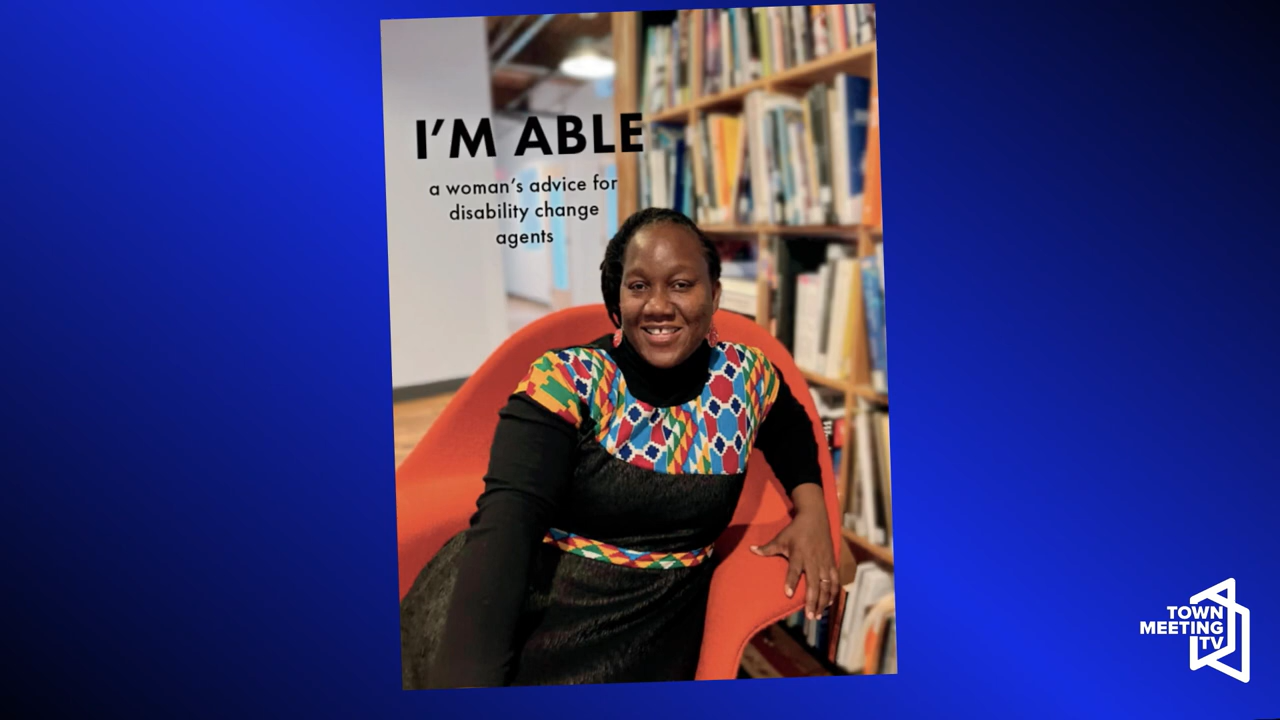 I'M ABLE
a woman's advice for
disability change
agents
TOWN
MEETING
TV